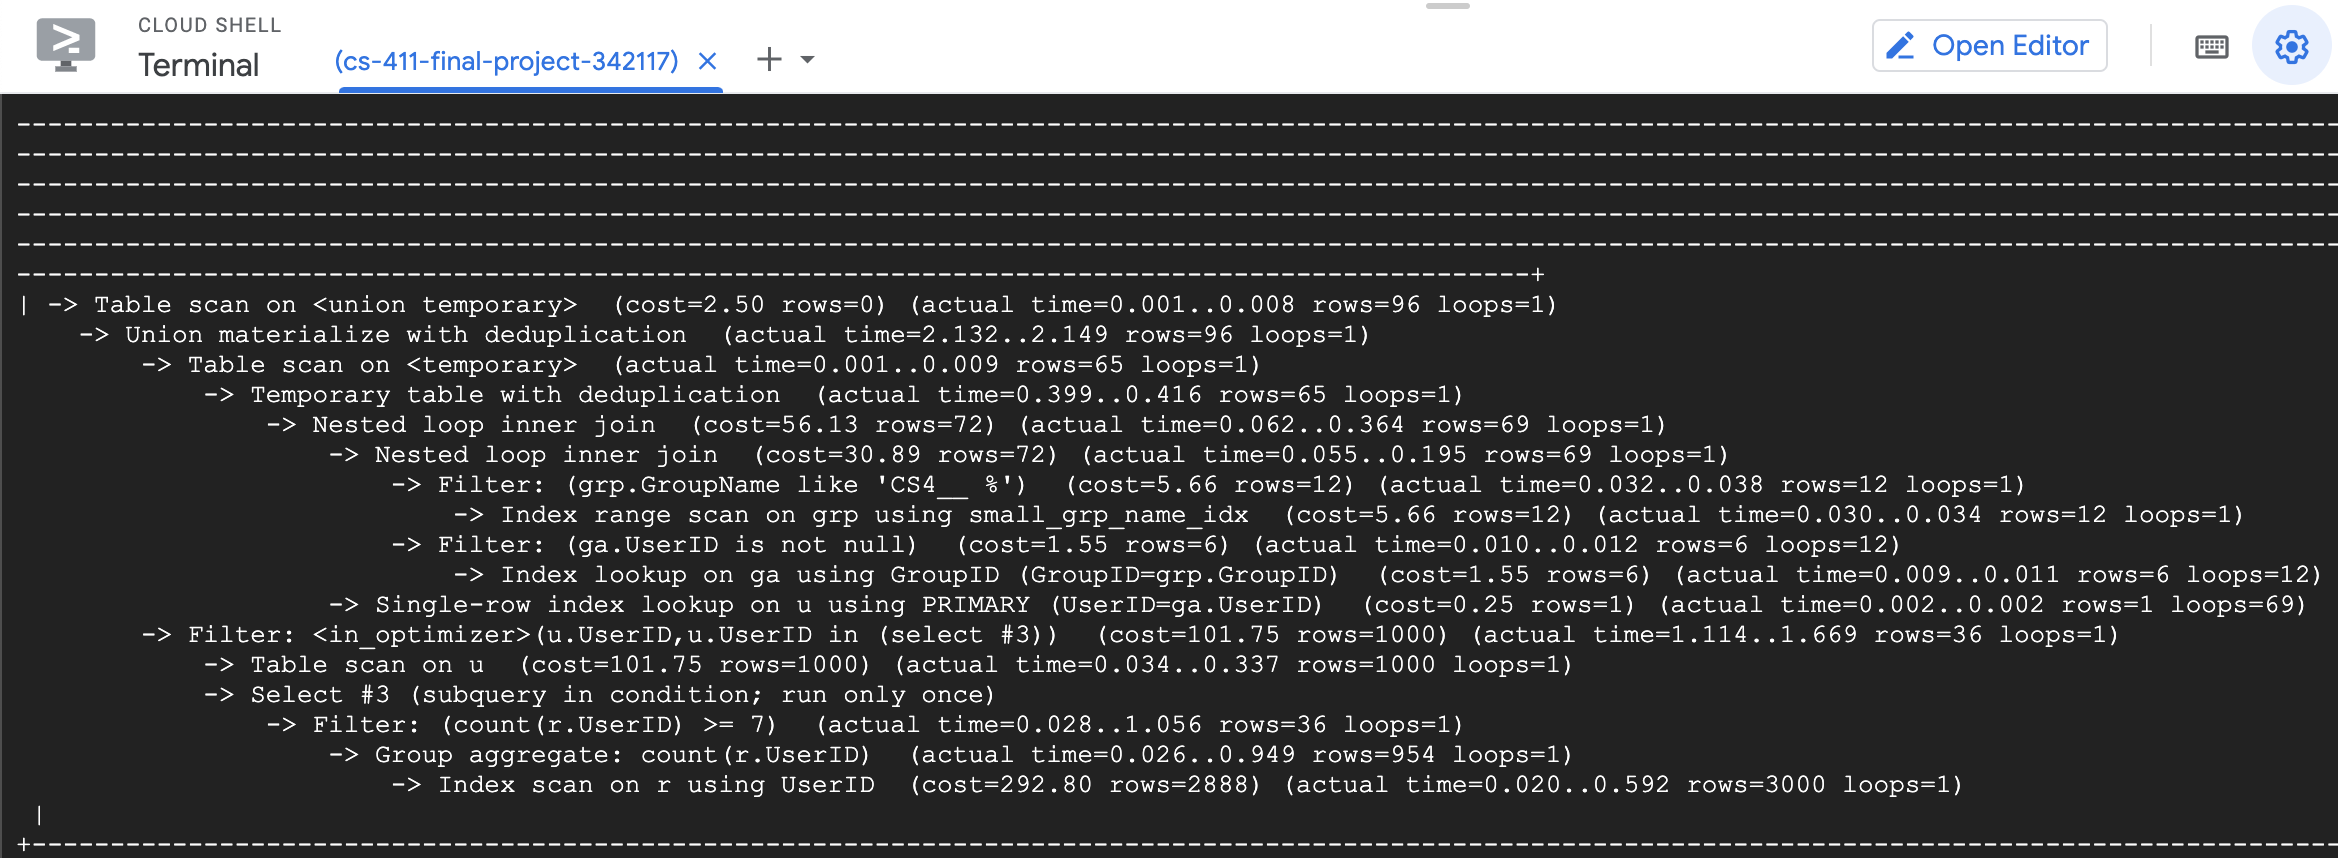 CLOUD SHELL
Terminal
(cs-411-final-project-342117)
Open Editor
| -> Table scan on <union temporary>  (cost=2.50 rows=0) (actual time=0.001..0.008 rows=96 loops=1)
    -> Union materialize with deduplication  (actual time=2.132..2.149 rows=96 loops=1)
        -> Table scan on <temporary>  (actual time=0.001..0.009 rows=65 loops=1)
            -> Temporary table with deduplication  (actual time=0.399..0.416 rows=65 loops=1)
                -> Nested loop inner join  (cost=56.13 rows=72) (actual time=0.062..0.364 rows=69 loops=1)
                    -> Nested loop inner join  (cost=30.89 rows=72) (actual time=0.055..0.195 rows=69 loops=1)
                        -> Filter: (grp.GroupName like 'CS4__ %')  (cost=5.66 rows=12) (actual time=0.032..0.038 rows=12 loops=1)
                            -> Index range scan on grp using small_grp_name_idx  (cost=5.66 rows=12) (actual time=0.030..0.034 rows=12 loops=1)
                        -> Filter: (ga.UserID is not null)  (cost=1.55 rows=6) (actual time=0.010..0.012 rows=6 loops=12)
                            -> Index lookup on ga using GroupID (GroupID=grp.GroupID)  (cost=1.55 rows=6) (actual time=0.009..0.011 rows=6 loops=12)
                    -> Single-row index lookup on u using PRIMARY (UserID=ga.UserID)  (cost=0.25 rows=1) (actual time=0.002..0.002 rows=1 loops=69)
        -> Filter: <in_optimizer>(u.UserID,u.UserID in (select #3))  (cost=101.75 rows=1000) (actual time=1.114..1.669 rows=36 loops=1)
            -> Table scan on u  (cost=101.75 rows=1000) (actual time=0.034..0.337 rows=1000 loops=1)
            -> Select #3 (subquery in condition; run only once)
                -> Filter: (count(r.UserID) >= 7)  (actual time=0.028..1.056 rows=36 loops=1)
                    -> Group aggregate: count(r.UserID)  (actual time=0.026..0.949 rows=954 loops=1)
                        -> Index scan on r using UserID  (cost=292.80 rows=2888) (actual time=0.020..0.592 rows=3000 loops=1)
 |